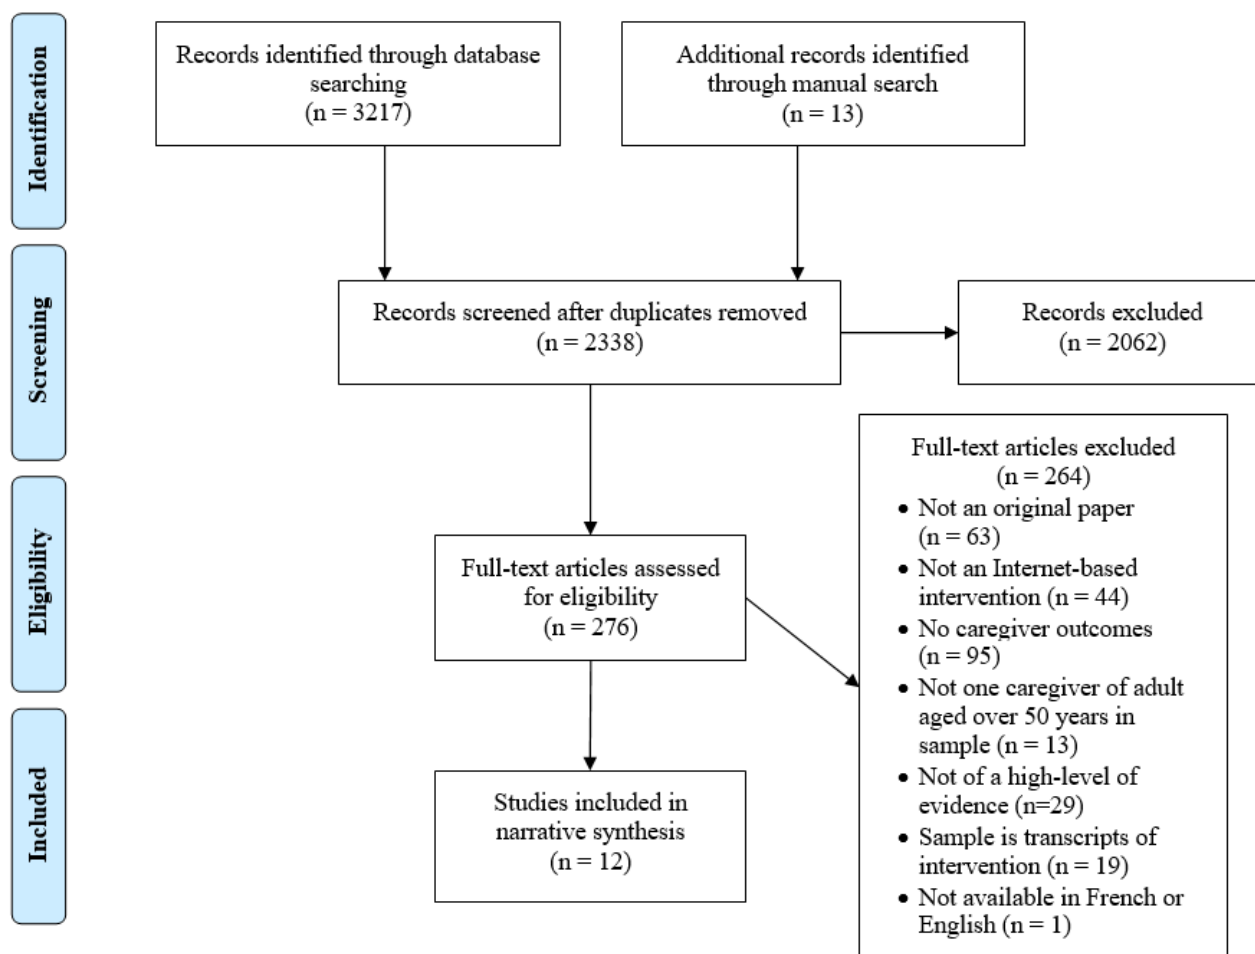 Identification
Records identified through database
searching
(n = 3217)
Additional records identified
through manual search
(n = 13)
Screening
Records screened after duplicates removed
(n = 2338)
Records excluded
(n = 2062)
Eligibility
Full-text articles assessed
for eligibility
(n = 276)
Full-text articles excluded
(n = 264)
• Not an original paper
(n = 63)
• Not an Internet-based
intervention (n = 44)
• No caregiver outcomes
(n = 95)
• Not one caregiver of adult
aged over 50 years in
sample (n = 13)
• Not of a high-level of
evidence (n=29)
• Sample is transcripts of
intervention (n = 19)
• Not available in French or
English (n = 1)
Included
Studies included in
narrative synthesis
(n = 12)